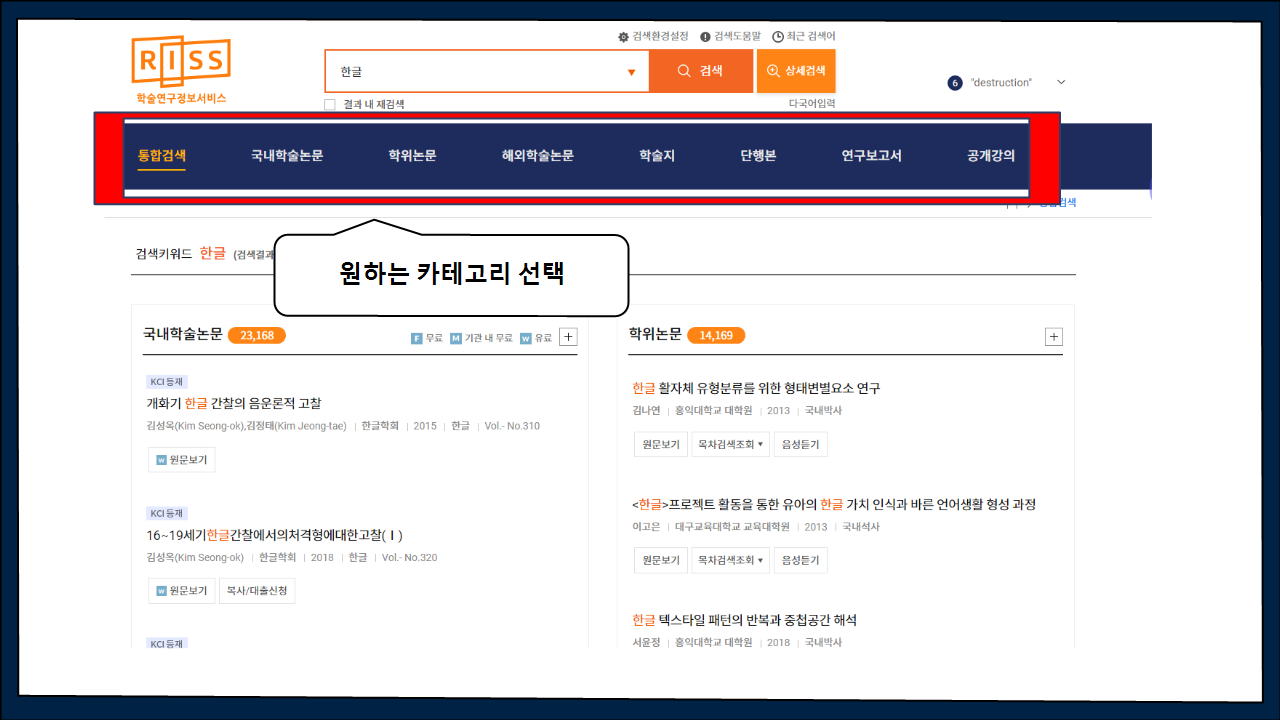 검색환경설정 검색도움말 최근 검색어
RISS
학술연구정보서비스
한글 검색 상세검색
6 "destruction"
결과 내 재검색 다국어입력
통합검색 국내학술논문 학위논문 해외학술논문 학술지 단행본 연구보고서 공개강의
검색키워드 한글 (검색결과
원하는 카테고리 선택
국내학술논문 23,168 F 무료 M 기관 내 무료 W 유료 +
KCI 등재
개화기 한글 간찰의 음운론적 고찰
김성옥(Kim Seong-ok),김정태(Kim Jeong-tae) | 한글학회 | 2015 | 한글 | Vol.- No.310
W 원문보기
KCI 등재
16~19세기한글간찰에서의처격형에대한고찰(Ⅰ)
김성옥(Kim Seong-ok) | 한글학회 | 2018 | 한글 | Vol.- No.320
W 원문보기 복사/대출신청
KCI 등재
학위논문 14,169 +
한글 활자체 유형분류를 위한 형태변별요소 연구
김나연 | 홍익대학교 대학원 | 2013 | 국내박사
원문보기 목차검색조회 음성듣기
<한글>프로젝트 활동을 통한 유아의 한글 가치 인식과 바른 언어생활 형성 과정
이고은 | 대구교육대학교 교육대학원 | 2013 | 국내석사
원문보기 목차검색조회 음성듣기
한글 텍스타일 패턴의 반복과 중첩공간 해석
서윤정 | 홍익대학교 대학원 | 2018 | 국내박사